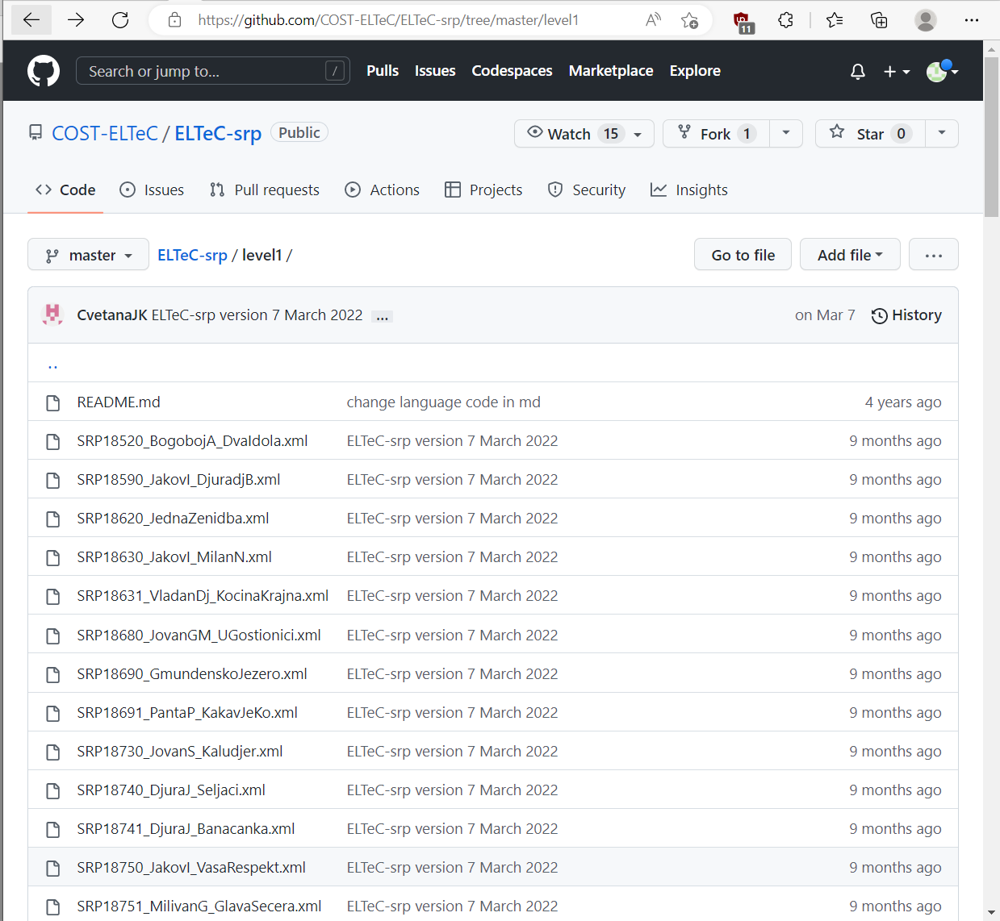 https://github.com/COST-ELTeC/ELTeC-srp/tree/master/level1
11
Search or jump to... / Pulls Issues Codespaces Marketplace Explore
COST-ELTeC / ELTeC-srp Public Watch 15 Fork 1 Star 0
Code Issues Pull requests Actions Projects Security Insights
master ELTeC-srp / level1 / Go to file Add file ...
CvetanaJK ELTeC-srp version 7 March 2022 ... on Mar 7 History
..
README.md change language code in md 4 years ago
SRP18520_BogobojA_DvaIdola.xml ELTeC-srp version 7 March 2022 9 months ago
SRP18590_JakovI_DjuradjB.xml ELTeC-srp version 7 March 2022 9 months ago
SRP18620_JednaZenidba.xml ELTeC-srp version 7 March 2022 9 months ago
SRP18630_JakovI_MilanN.xml ELTeC-srp version 7 March 2022 9 months ago
SRP18631_VladanDj_KocinaKrajna.xml ELTeC-srp version 7 March 2022 9 months ago
SRP18680_JovanGM_UGostionici.xml ELTeC-srp version 7 March 2022 9 months ago
SRP18690_GmundenskoJezero.xml ELTeC-srp version 7 March 2022 9 months ago
SRP18691_PantaP_KakavJeKo.xml ELTeC-srp version 7 March 2022 9 months ago
SRP18730_JovanS_Kaludjer.xml ELTeC-srp version 7 March 2022 9 months ago
SRP18740_DjuraJ_Seljaci.xml ELTeC-srp version 7 March 2022 9 months ago
SRP18741_DjuraJ_Banacanka.xml ELTeC-srp version 7 March 2022 9 months ago
SRP18750_JakovI_VasaRespekt.xml ELTeC-srp version 7 March 2022 9 months ago
SRP18751_MilivanG_GlavaSecera.xml ELTeC-srp version 7 March 2022 9 months ago